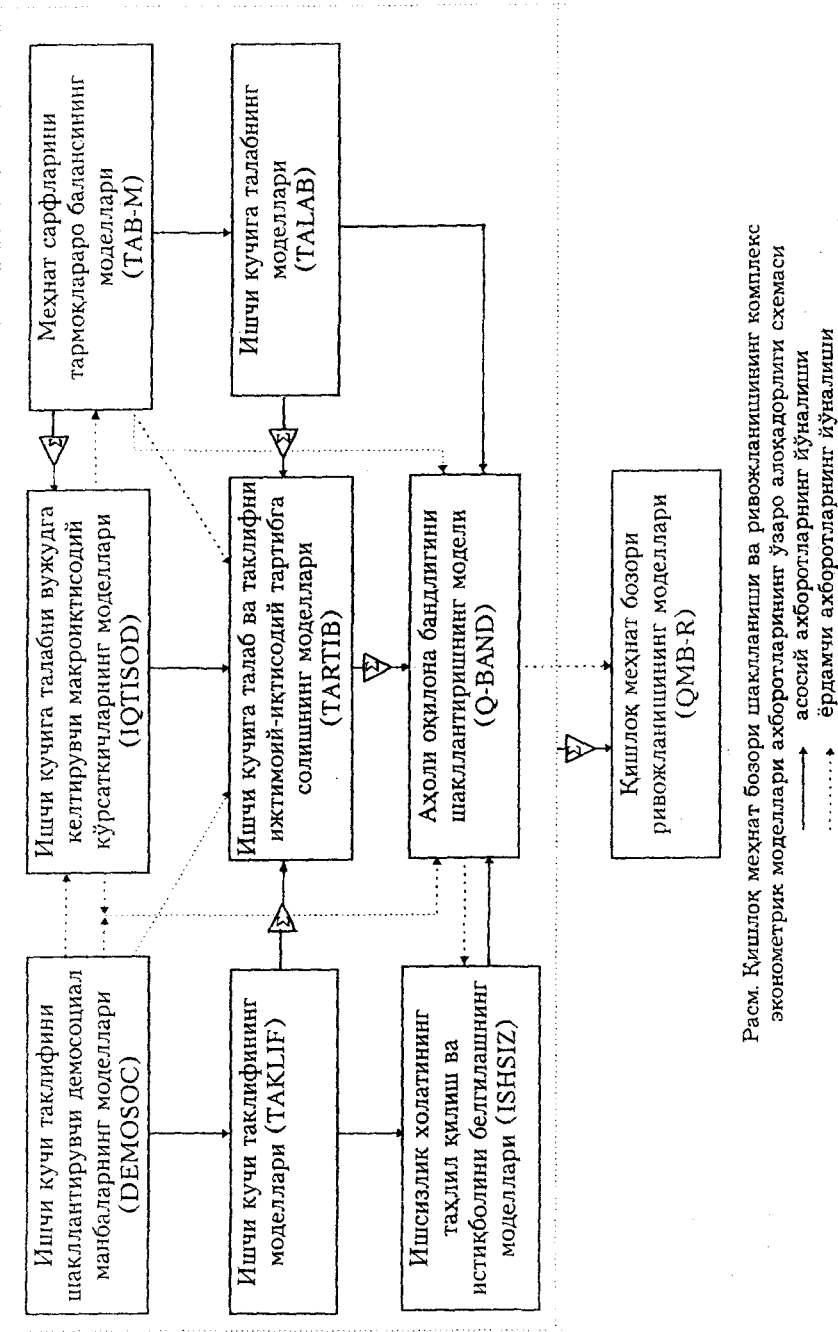 Ишчи кучи таклифини
шакллантирувчи демосоциал
манбаларнинг моделлари
(DEMOSOC)
Ишчи кучига талабни вужудга
келтирувчи макроиқтисодий
кўрсаткичларнинг моделлари
(IQTISOD)
Меҳнат сарфларини
тармоқлараро балансининг
моделлари
(TAB-M)
Σ
Ишчи кучи таклифининг
моделлари (TAKLIF)
Σ
Ишчи кучига талаб ва таклифни
ижтимоий-иқтисодий тартибга
солишнинг моделлари
(TARTIB)
Σ
Ишчи кучига талабнинг
моделлари
(TALAB)
Σ
Ишсизлик холатининг
таҳлил қилиш ва
истиқболини белгилашнинг
моделлари (ISHSIZ)
Аҳоли оқилона бандлигини
шакллантиришнинг модели
(Q-BAND)
Σ
Қишлоқ меҳнат бозори
ривожланишининг моделлари
(QMB-R)
Расм. Қишлоқ меҳнат бозори шаклланиши ва ривожланишининг комплекс
эконометрик моделлари ахборотларининг ўзаро алоқадорлиги схемаси
асосий ахборотларнинг йўналиши
ёрдамчи ахборотларнинг йўналиши